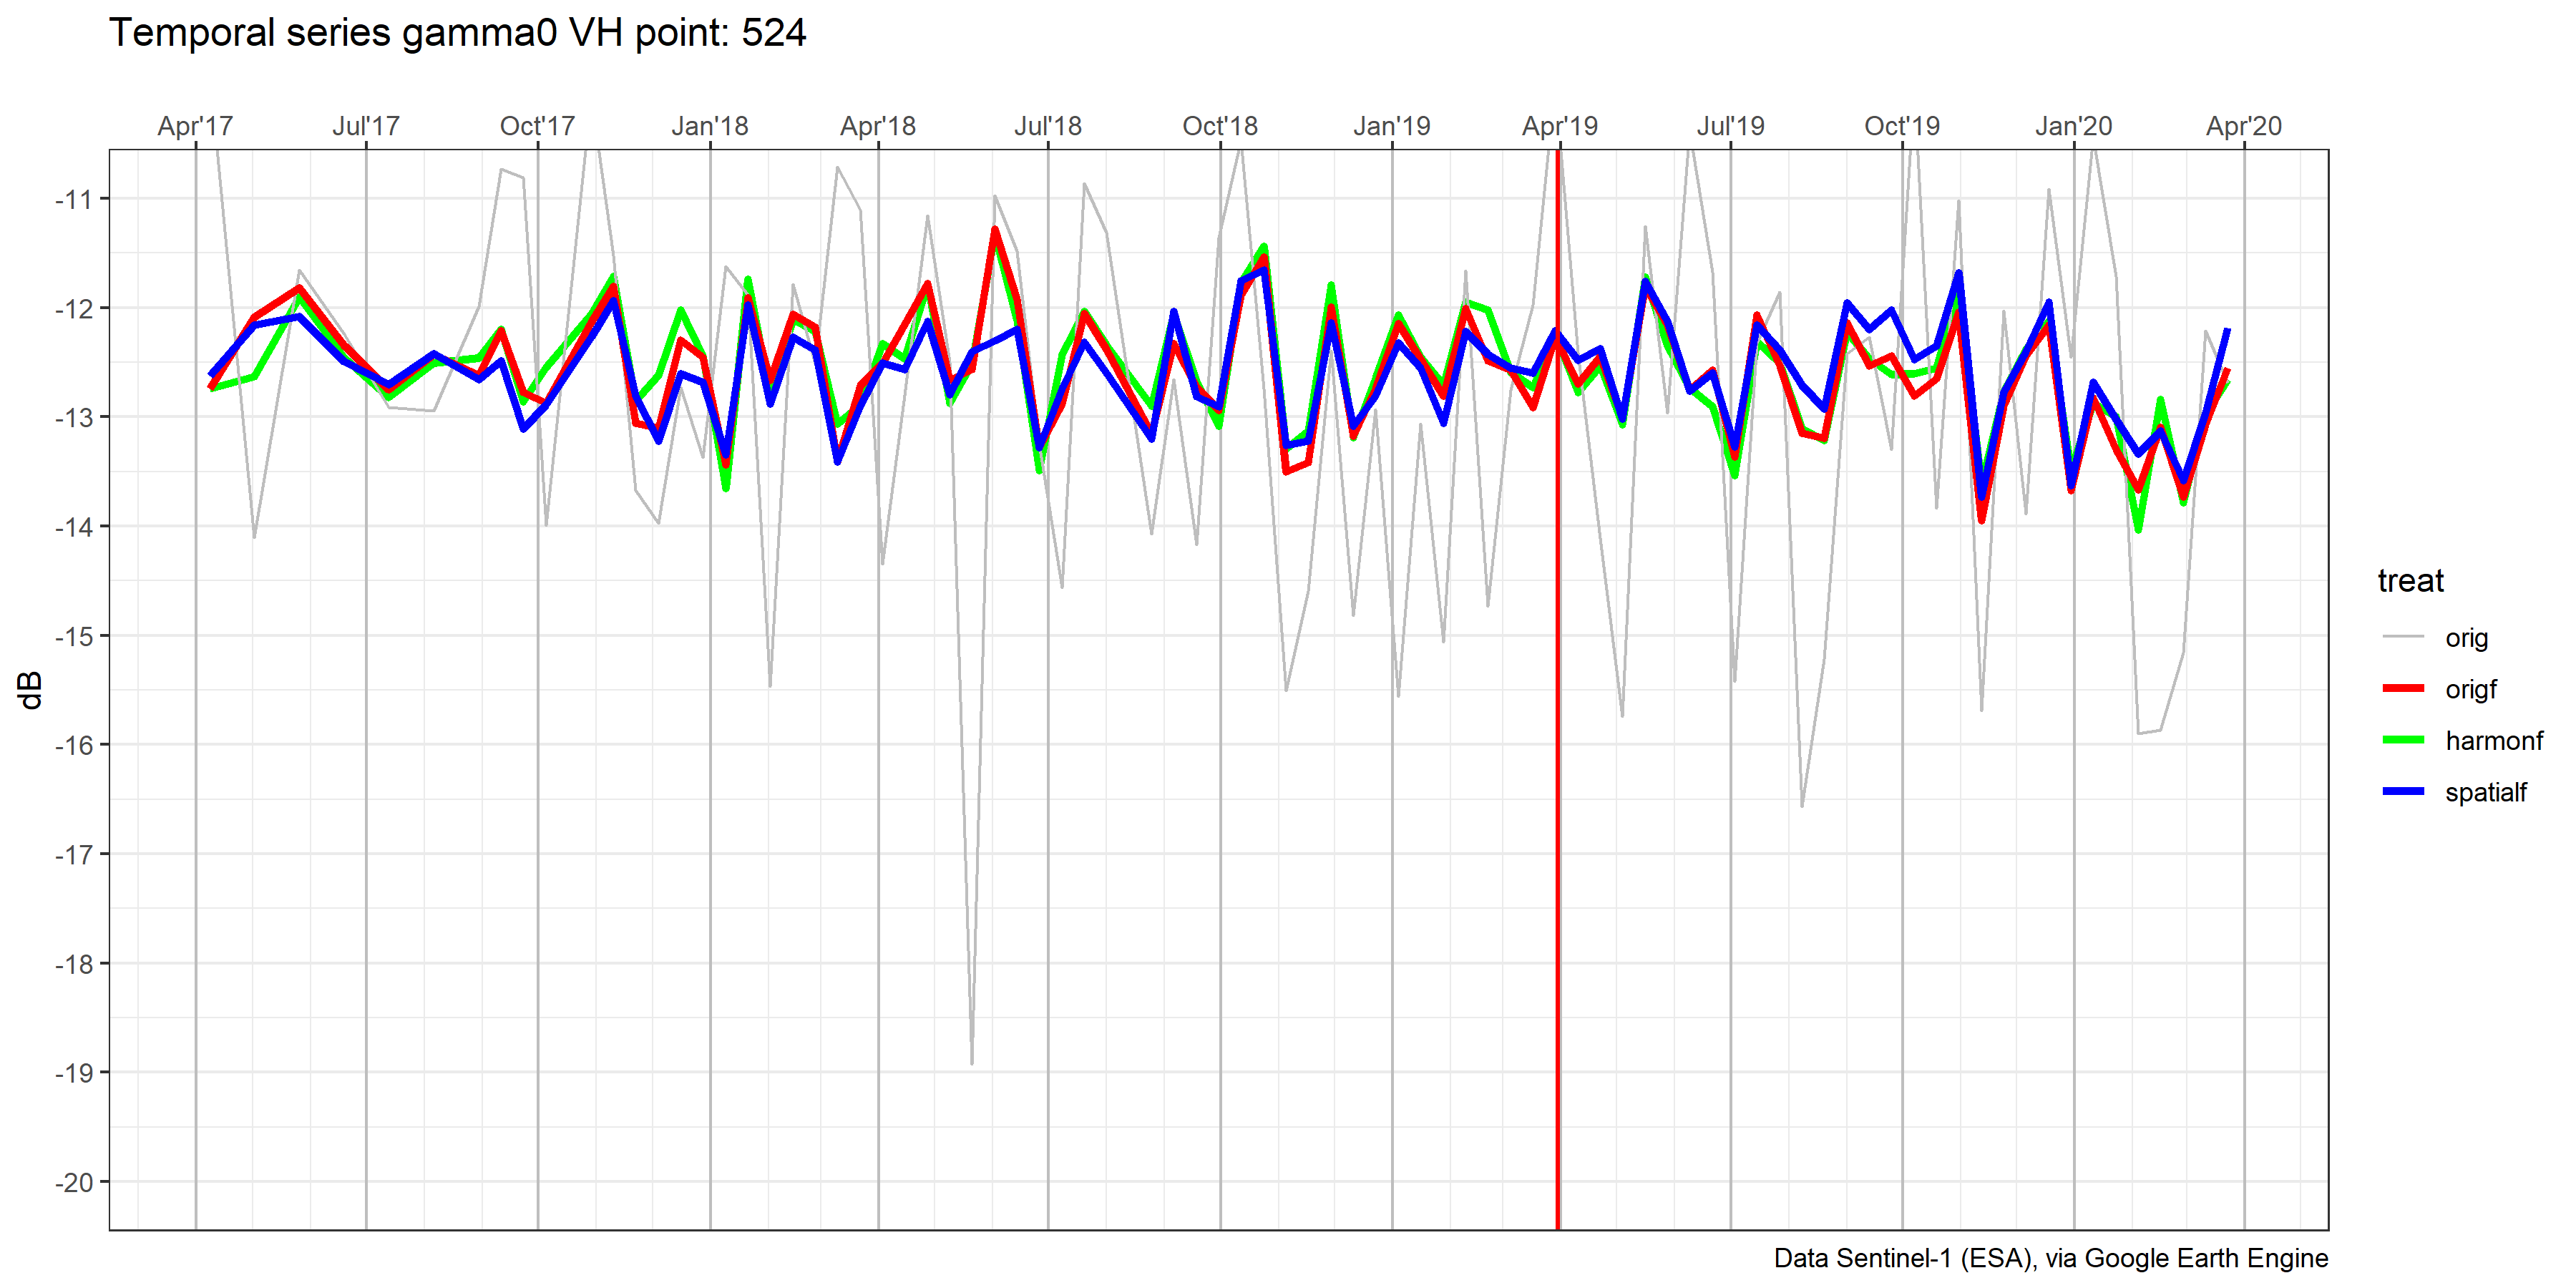 Temporal series gamma0 VH point: 524
Apr'17 Jul'17 Oct'17 Jan'18 Apr'18 Jul'18 Oct'18 Jan'19 Apr'19 Jul'19 Oct'19 Jan'20 Apr'20
-11
-12
-13
-14
-15
-16
-17
-18
-19
-20
dB
treat
orig
origf
harmonf
spatialf
Data Sentinel-1 (ESA), via Google Earth Engine